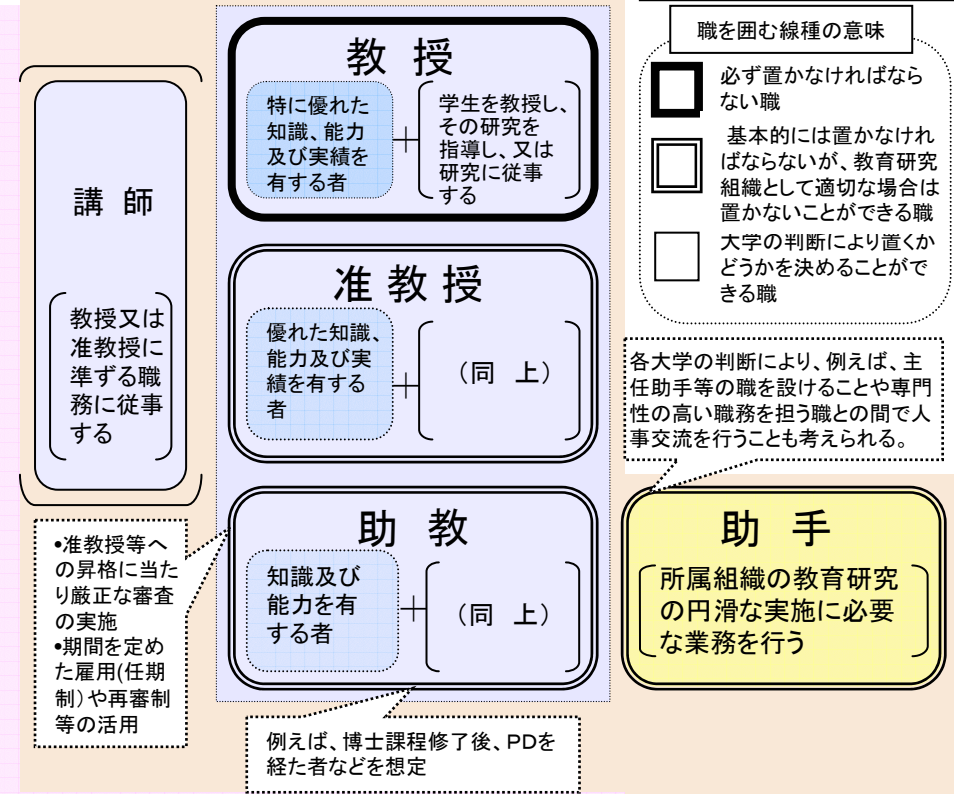 職を囲む線種の意味
必ず置かなければなら
ない職
基本的には置かなけれ
ばならないが、教育研究
組織として適切な場合は
置かないことができる職
大学の判断により置くか
どうかを決めることがで
きる職
講 師
教授又は
准教授に
準ずる職
務に従事
する
教 授
特に優れた
知識、能力
及び実績を
有する者
+
学生を教授し、
その研究を
指導し、又は
研究に従事
する
准 教 授
優れた知識、
能力及び実
績を有する
者
+
(同 上)
助 教
知識及び
能力を有
する者
+
(同 上)
各大学の判断により、例えば、主
任助手等の職を設けることや専門
性の高い職務を担う職との間で人
事交流を行うことも考えられる。
助 手
所属組織の教育研究
の円滑な実施に必要
な業務を行う
•准教授等へ
の昇格に当た
り厳正な審査
の実施
•期間を定め
た雇用(任期
制)や再審制
等の活用
例えば、博士課程修了後、PDを
経た者などを想定